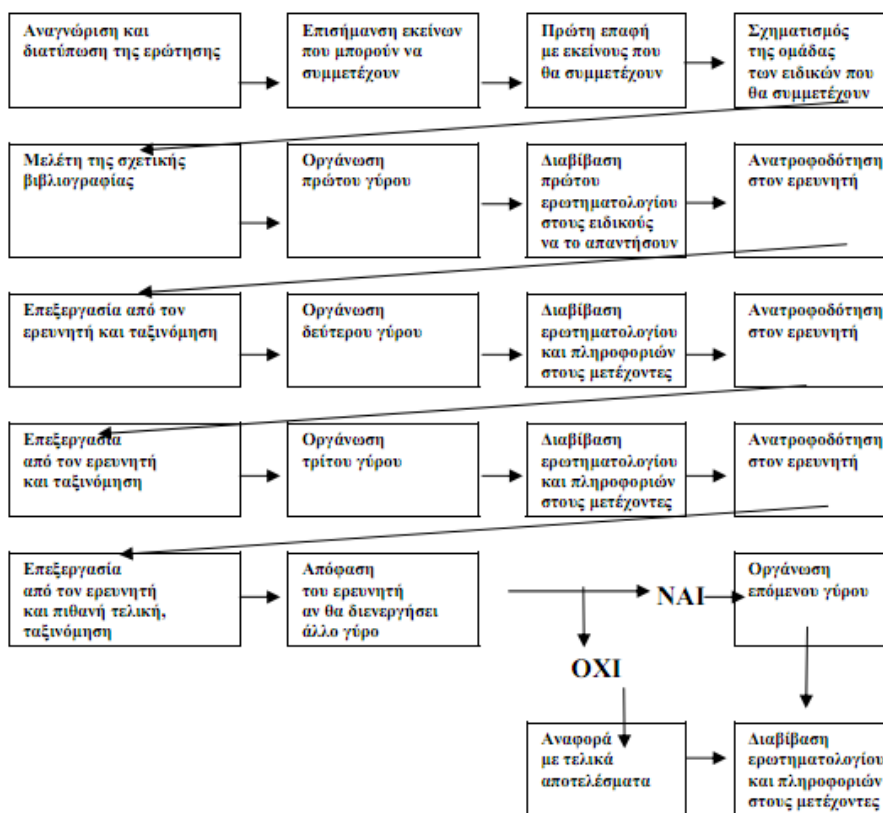 Αναγνώριση και
διατύπωση της ερώτησης
Επισήμανση εκείνων
που μπορούν να
συμμετέχουν
Πρώτη επαφή
με εκείνους που
θα συμμετέχουν
Σχηματισμός
της ομάδας
των ειδικών που
θα συμμετέχουν
Μελέτη της σχετικής
βιβλιογραφίας
Οργάνωση
πρώτου γύρου
Διαβίβαση
πρώτου
ερωτηματολογίου
στους ειδικούς
να το απαντήσουν
Ανατροφοδότηση
στον ερευνητή
Επεξεργασία από τον
ερευνητή και ταξινόμηση
Οργάνωση
δεύτερου γύρου
Διαβίβαση
ερωτηματολογίου
και πληροφοριών
στους μετέχοντες
Ανατροφοδότηση
στον ερευνητή
Επεξεργασία
από τον ερευνητή
και ταξινόμηση
Οργάνωση
τρίτου γύρου
Διαβίβαση
ερωτηματολογίου
και πληροφοριών
στους μετέχοντες
Ανατροφοδότηση
στον ερευνητή
Επεξεργασία
από τον ερευνητή
και πιθανή τελική,
ταξινόμηση
Απόφαση
του ερευνητή
αν θα διενεργήσει
άλλο γύρο
ΝΑΙ
Οργάνωση
επόμενου γύρου
ΟΧΙ
Αναφορά
με τελικά
αποτελέσματα
Διαβίβαση
ερωτηματολογίου
και πληροφοριών
στους μετέχοντες